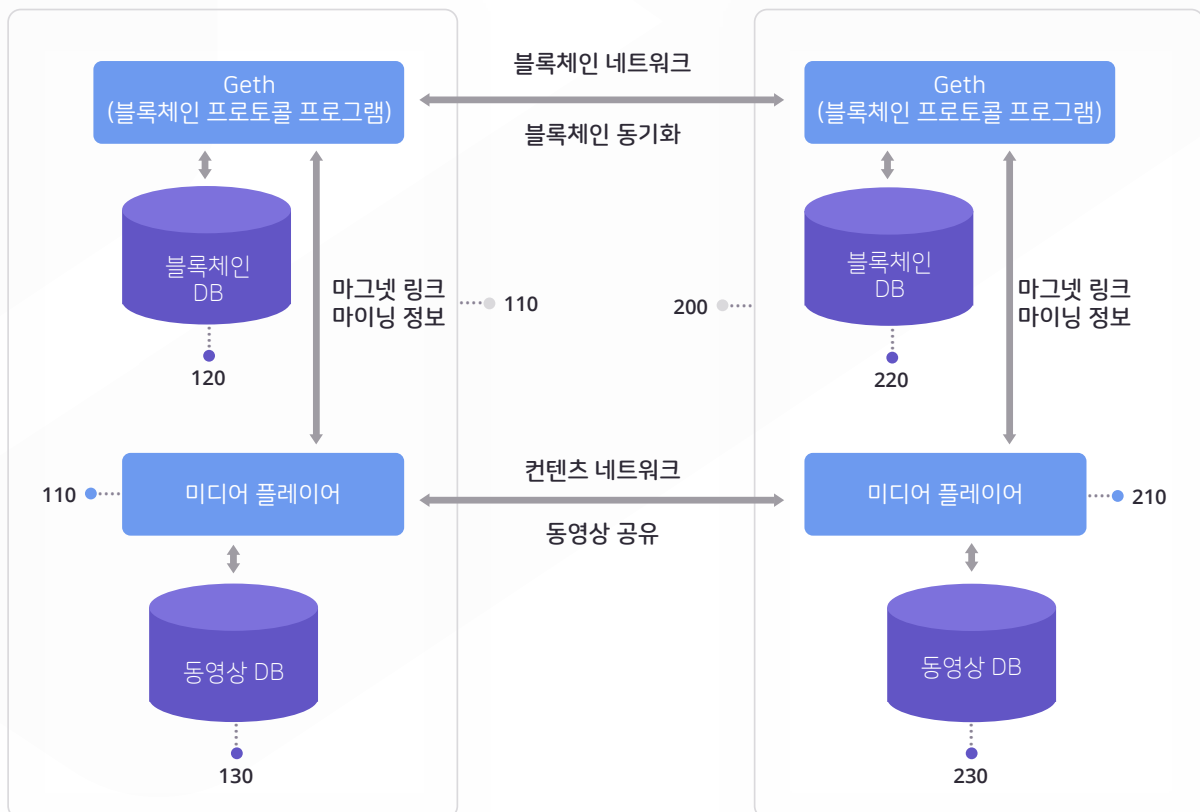 블록체인 네트워크
Geth
(블록체인 프로토콜 프로그램)
Geth
(블록체인 프로토콜 프로그램)
블록체인 동기화
블록체인
DB
블록체인
DB
마그넷 링크
마이닝 정보
110
200
마그넷 링크
마이닝 정보
120
220
컨텐츠 네트워크
110
미디어 플레이어
미디어 플레이어
210
동영상 공유
동영상 DB
동영상 DB
130
230